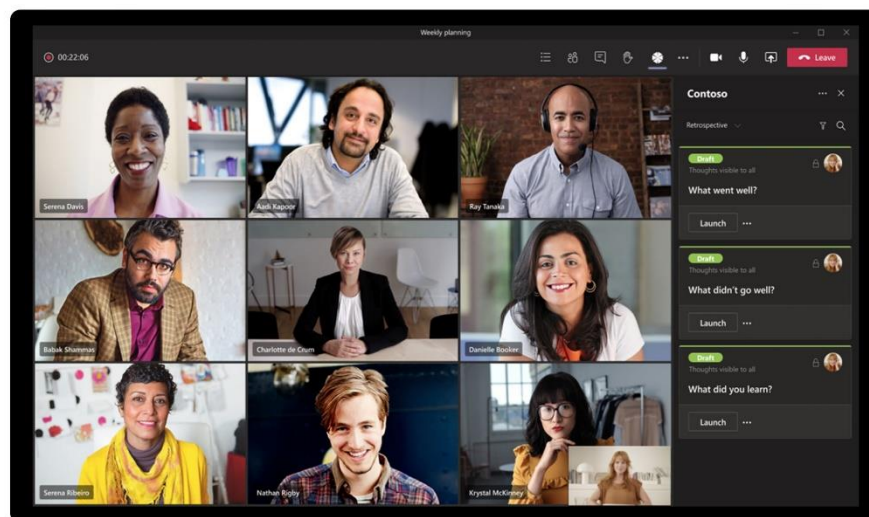 Weekly planning
00:22:06
Leave
Contoso
Retrospective
Draft
Thoughts visible to all
What went well?
Launch
Draft
Thoughts visible to all
What didn't go well?
Launch
Draft
Thoughts visible to all
What did you learn?
Launch
Serena Davis
Aadi Kapoor
Ray Tanaka
Babak Shammas
Charlotte de Crum
Danielle Booker
Serena Ribeiro
Nathan Rigby
Krystal McKinney